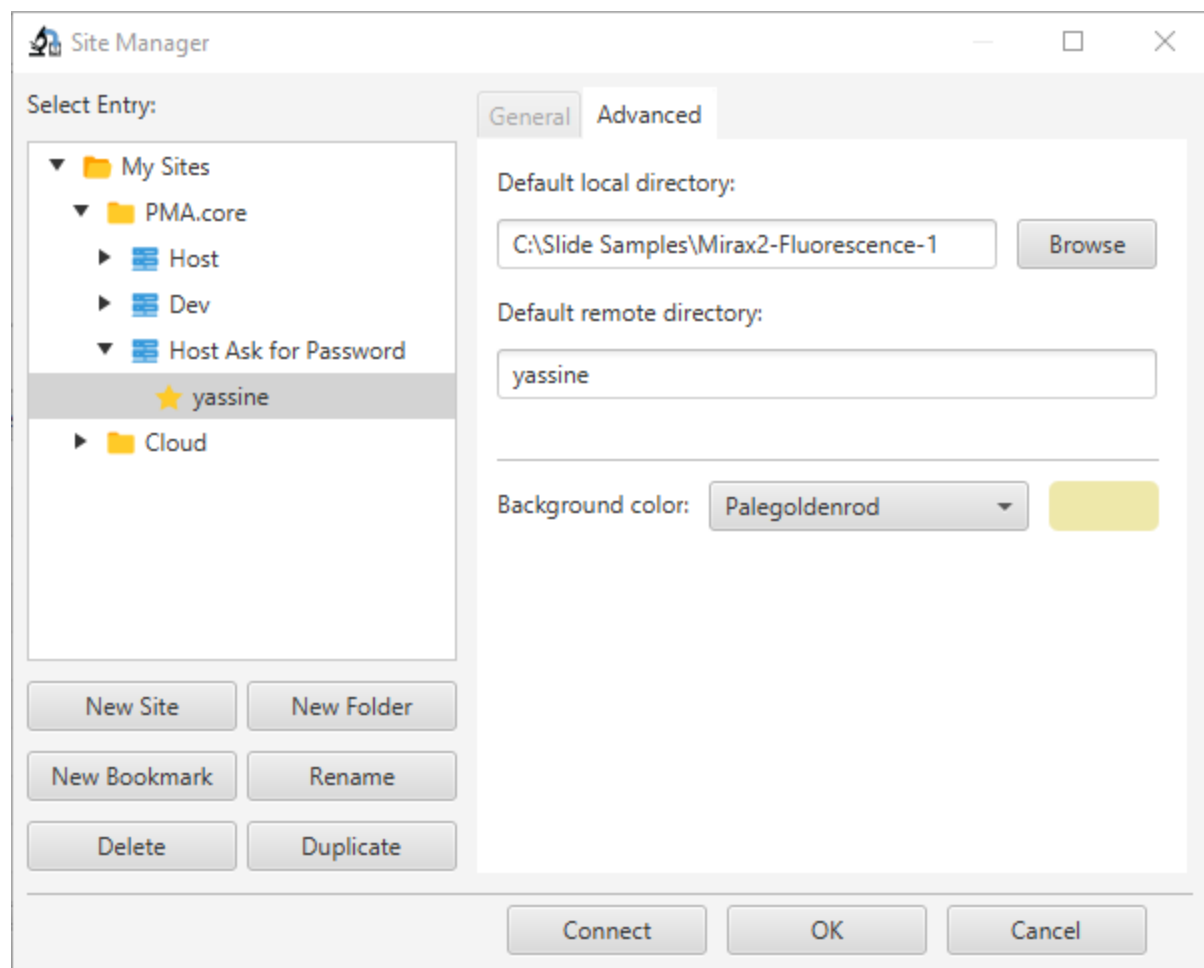 Site Manager
Select Entry:
My Sites
PMA.core
Host
Dev
Host Ask for Password
yassine
Cloud
New Site
New Folder
New Bookmark
Rename
Delete
Duplicate
General
Advanced
Default local directory:
C:\Slide Samples\Mirax2-Fluorescence-1
Browse
Default remote directory:
yassine
Background color:
Palegoldenrod
Connect
OK
Cancel